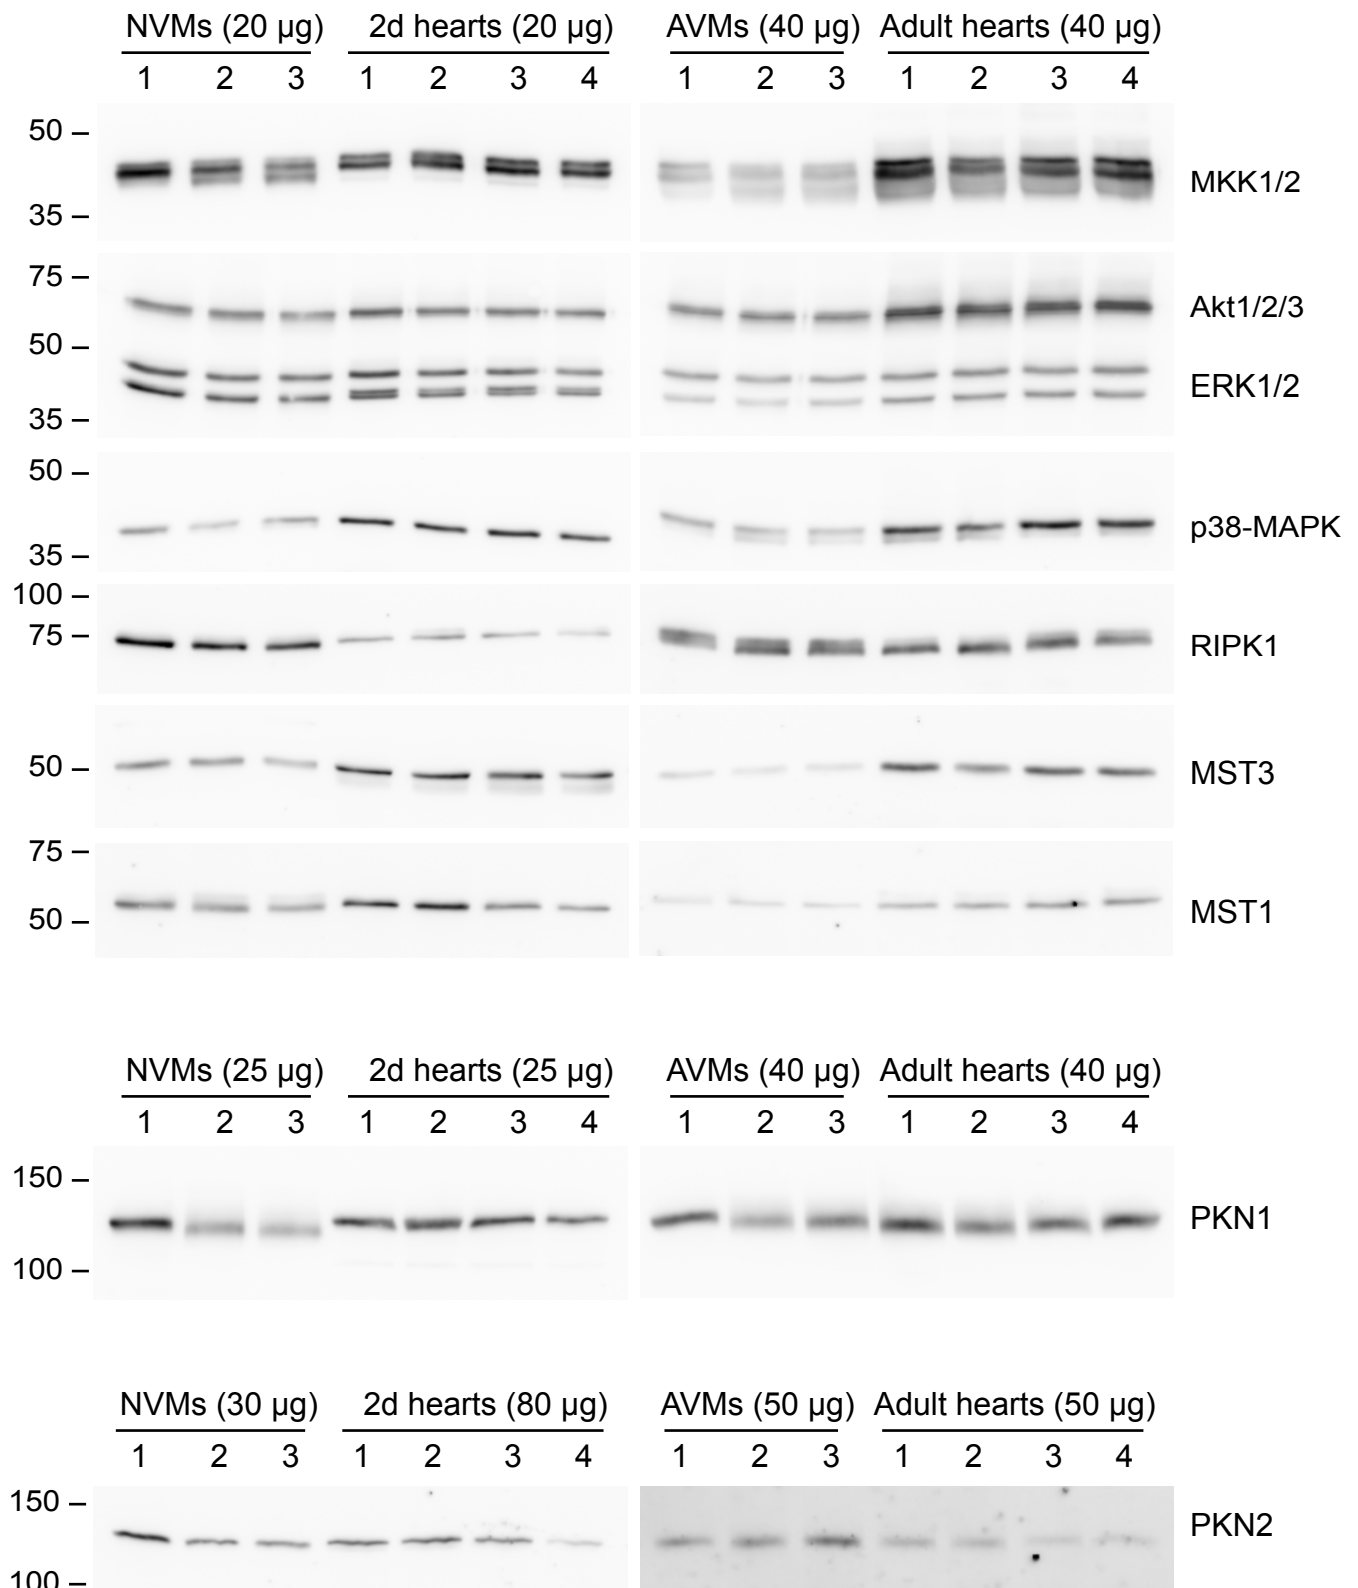 NVMs (20 µg) 2d hearts (20 µg) AVMs (40 µg) Adult hearts (40 µg)
1 2 3 1 2 3 4 1 2 3 1 2 3 4
50
MKK1/2
35
75
Akt1/2/3
50
ERK1/2
35
50
p38-MAPK
35
100
75
RIPK1
50
MST3
75
MST1
50
NVMs (25 µg) 2d hearts (25 µg) AVMs (40 µg) Adult hearts (40 µg)
1 2 3 1 2 3 4 1 2 3 1 2 3 4
150
PKN1
100
NVMs (30 µg) 2d hearts (80 µg) AVMs (50 µg) Adult hearts (50 µg)
1 2 3 1 2 3 4 1 2 3 1 2 3 4
150
PKN2
100